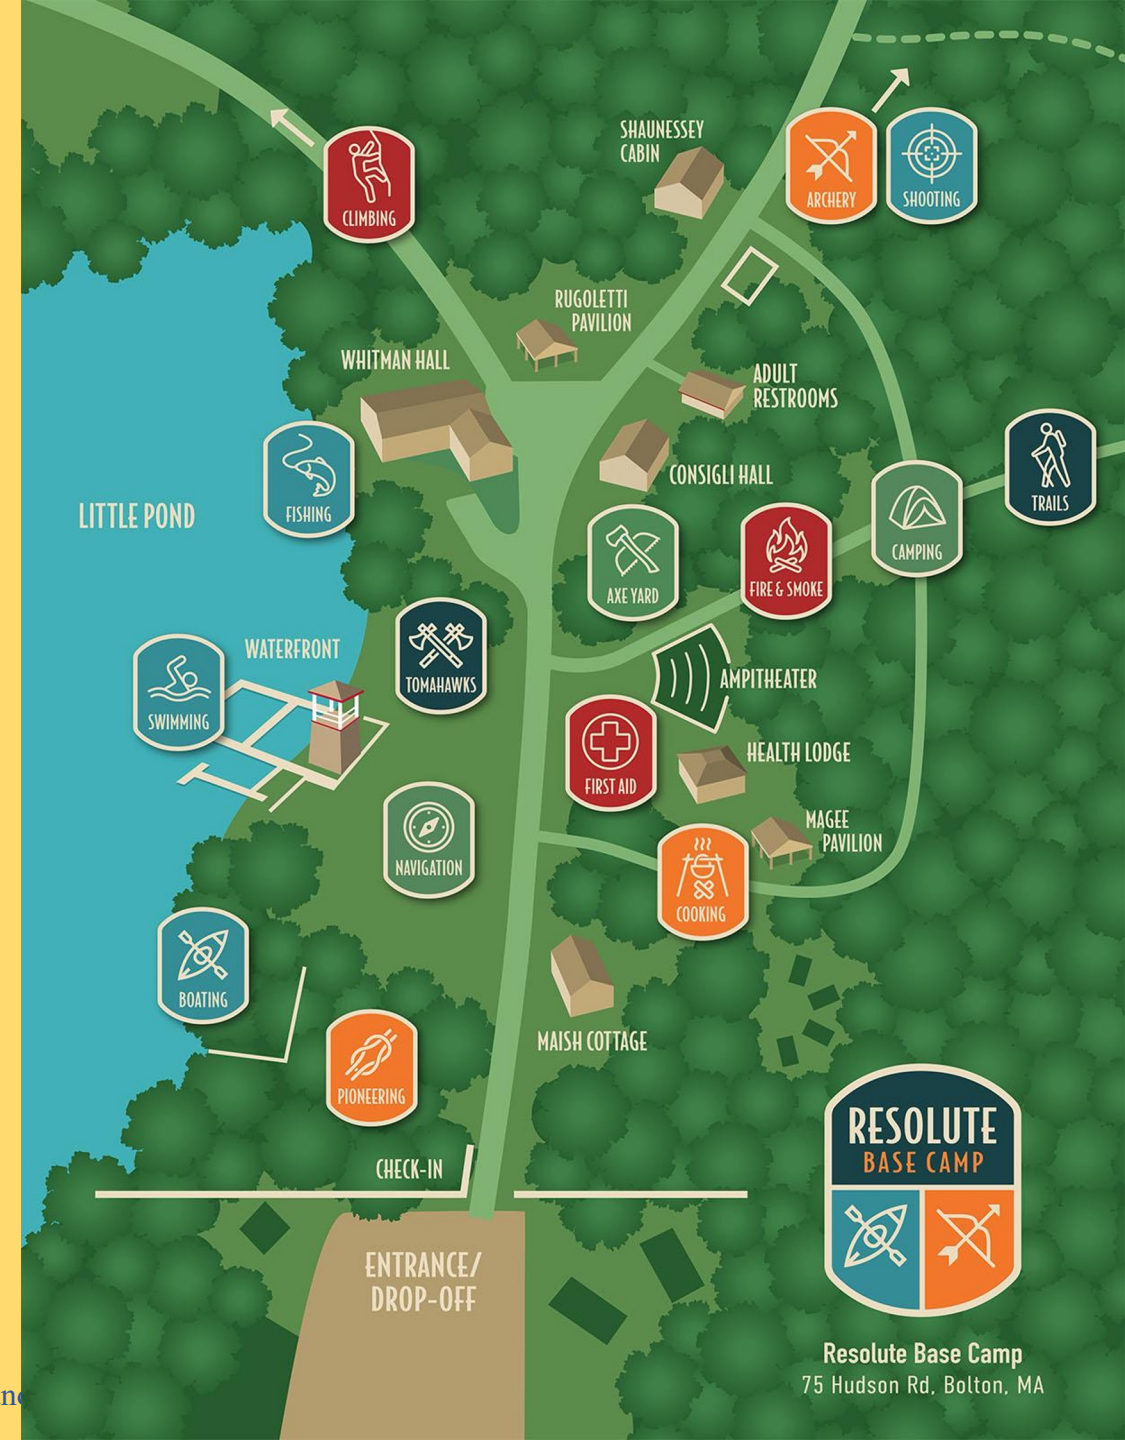 SHAUNESSEY
CABIN
ARCHERY
SHOOTING
CLIMBING
RUGOLETTI
PAVILION
WHITMAN HALL
ADULT
RESTROOMS
CONSIGLI HALL
LITTLE POND
FISHING
TRAILS
CAMPING
AXE YARD
FIRE & SMOKE
WATERFRONT
TOMAHAWKS
AMPITHEATER
SWIMMING
FIRST AID
HEALTH LODGE
MAGEE
PAVILION
NAVIGATION
COOKING
BOATING
MAISH COTTAGE
PIONEERING
CHECK-IN
ENTRANCE/
DROP-OFF
RESOLUTE
BASE CAMP
Resolute Base Camp
75 Hudson Rd, Bolton, MA